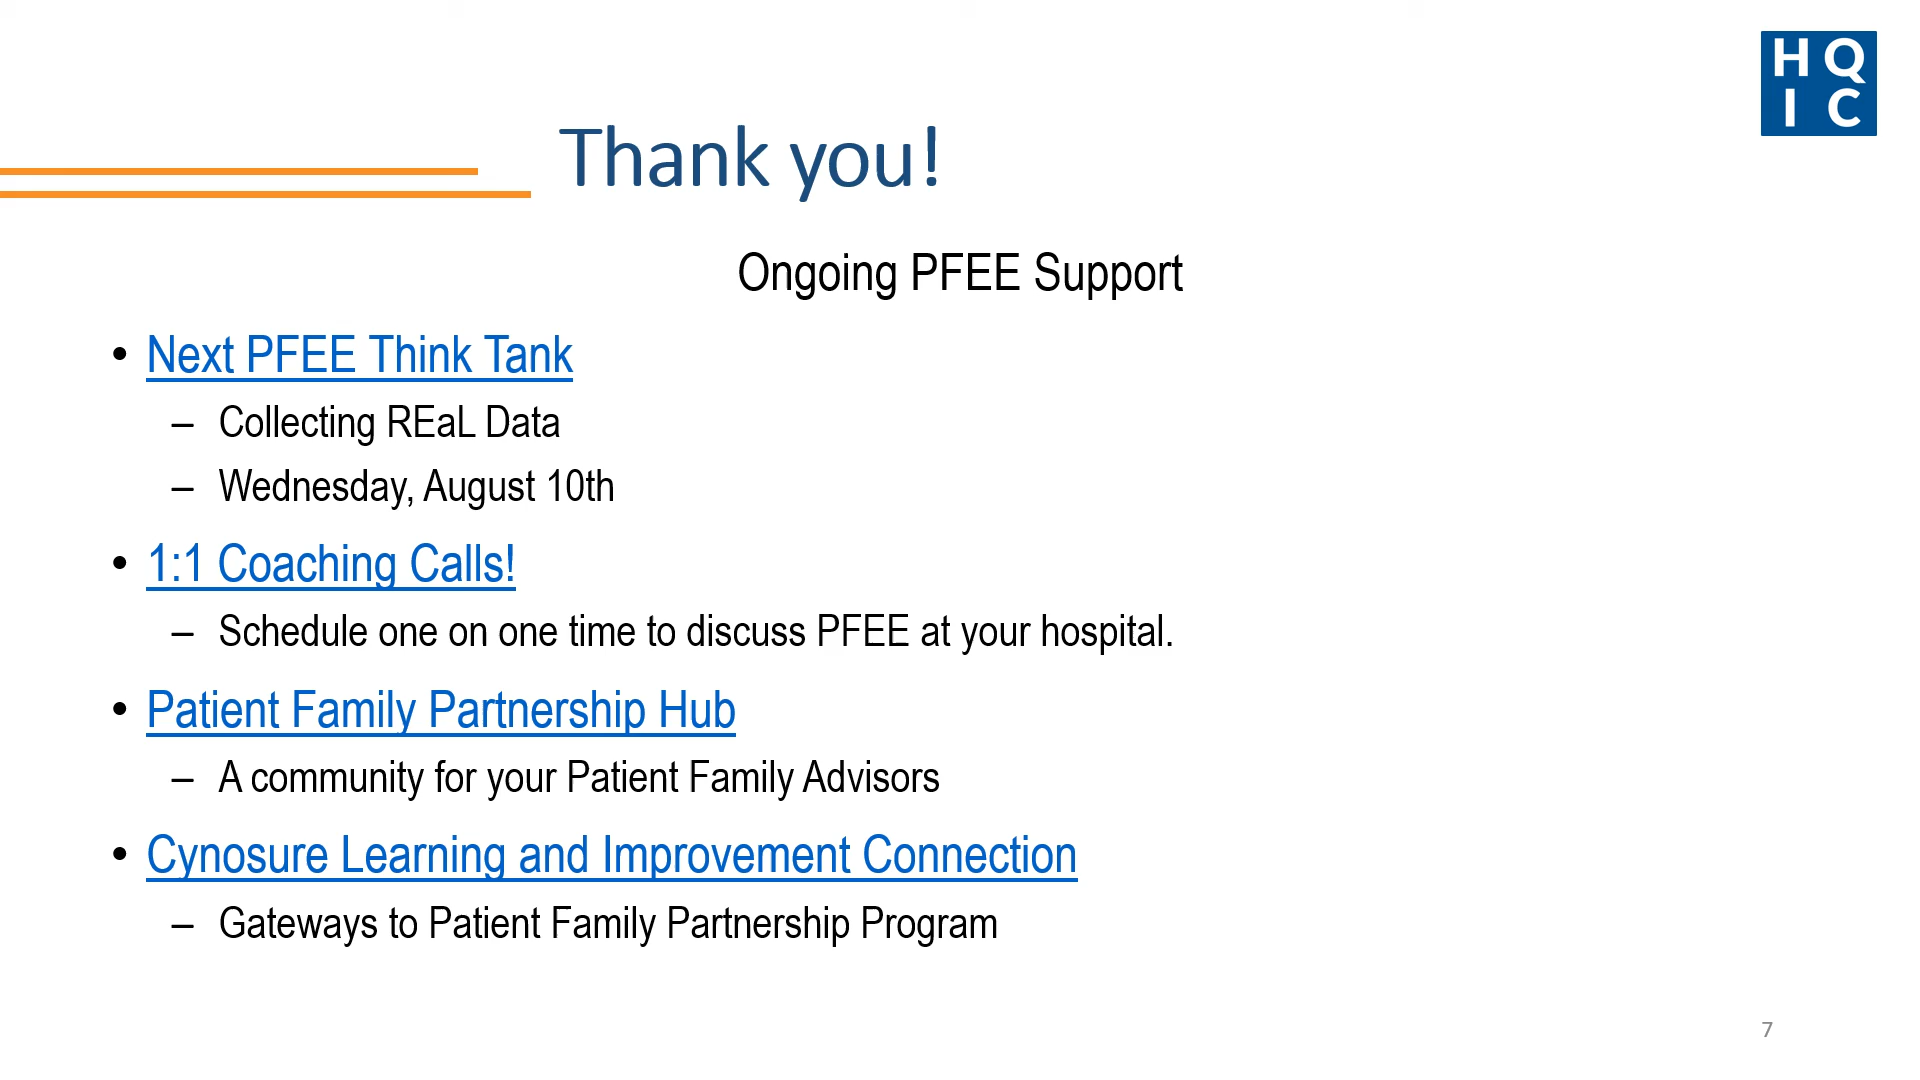 H Q
I C
Thank you!
Ongoing PFEE Support
• Next PFEE Think Tank
– Collecting REaL Data
– Wednesday, August 10th
• 1:1 Coaching Calls!
– Schedule one on one time to discuss PFEE at your hospital.
• Patient Family Partnership Hub
– A community for your Patient Family Advisors
• Cynosure Learning and Improvement Connection
– Gateways to Patient Family Partnership Program
7